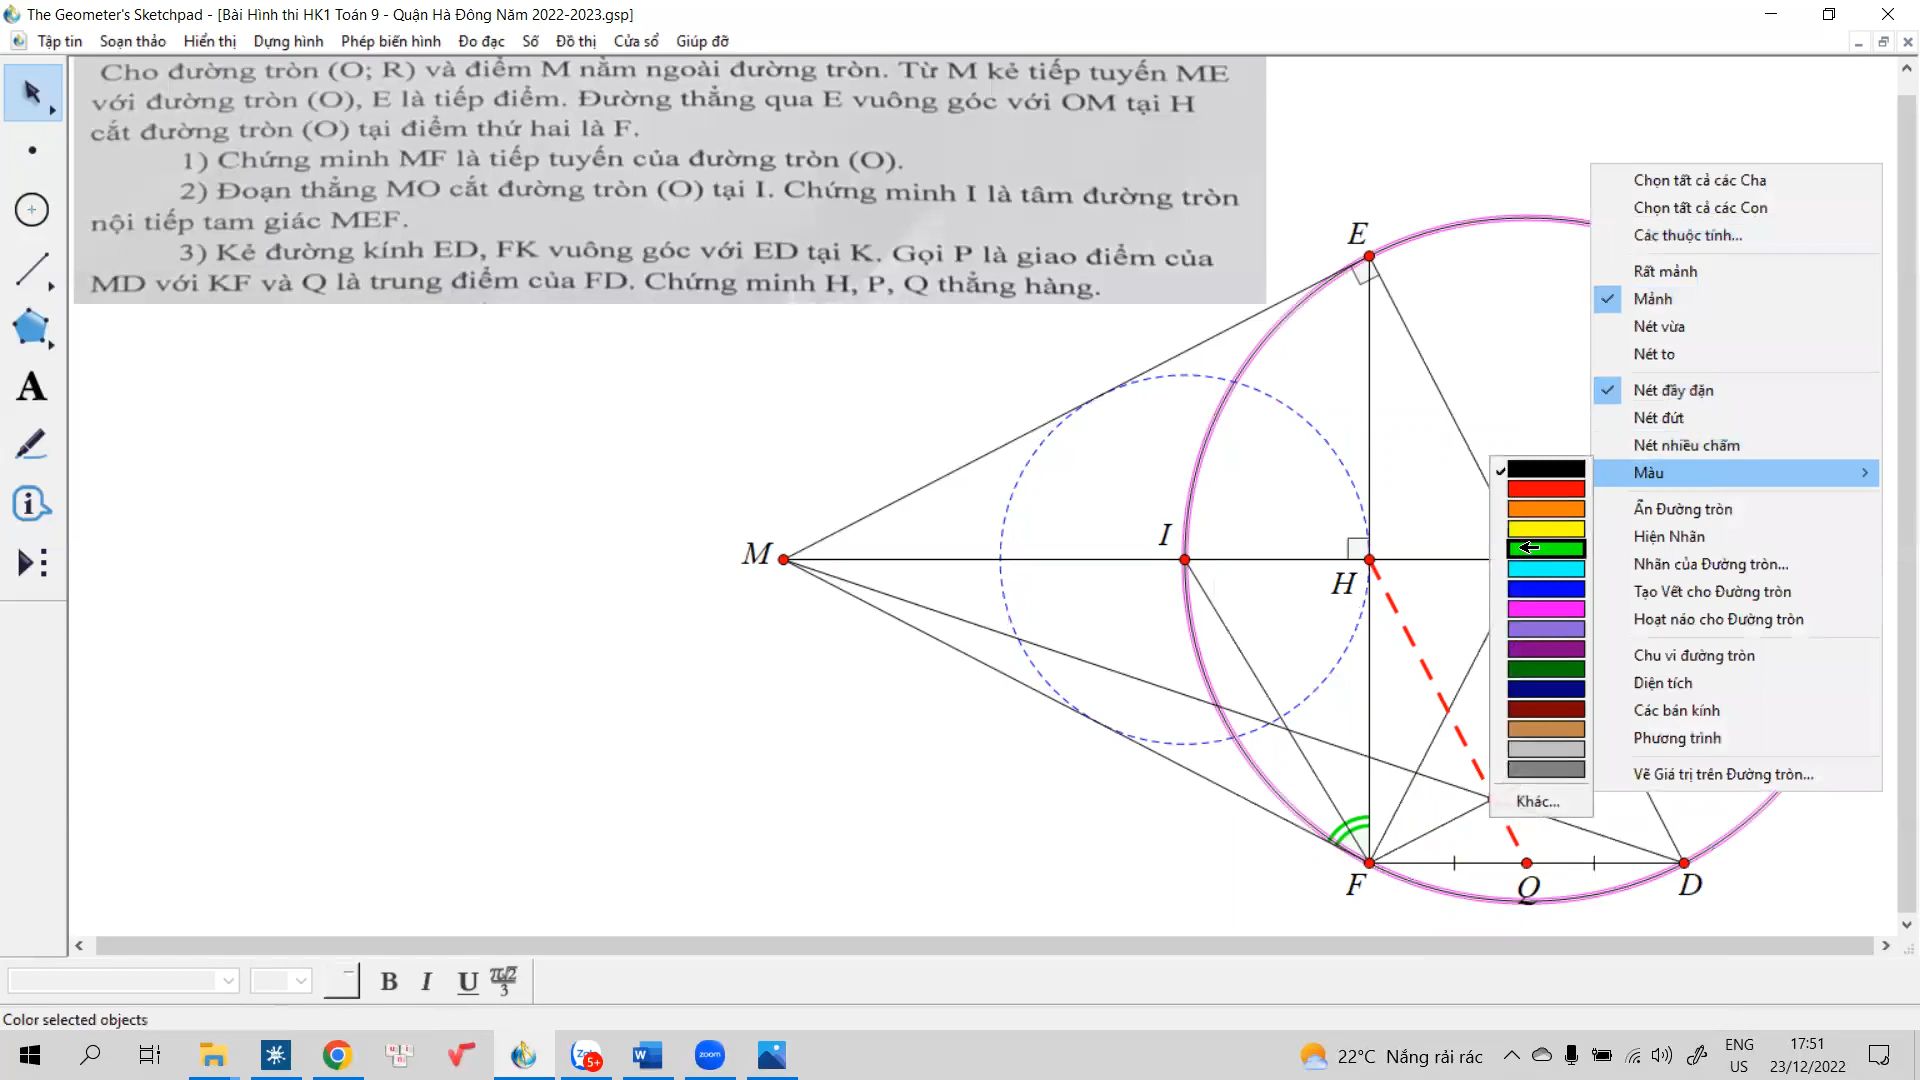 The Geometer's Sketchpad - [Bài Hình thi HK1 Toán 9 - Quận Hà Đông Năm 2022-2023.gsp]
Tập tin Soạn thảo Hiển thị Dựng hình Phép biến hình Đo đạc Số Đồ thị Cửa sổ Giúp đỡ
Cho đường tròn (O; R) và điểm M nằm ngoài đường tròn. Từ M kẻ tiếp tuyến ME
với đường tròn (O), E là tiếp điểm. Đường thẳng qua E vuông góc với OM tại H
cắt đường tròn (O) tại điểm thứ hai là F.
1) Chứng minh MF là tiếp tuyến của đường tròn (O).
2) Đoạn thẳng MO cắt đường tròn (O) tại I. Chứng minh I là tâm đường tròn
nội tiếp tam giác MEF.
3) Kẻ đường kính ED, FK vuông góc với ED tại K. Gọi P là giao điểm của
MD với KF và Q là trung điểm của FD. Chứng minh H, P, Q thẳng hàng.
A
E
M
I
H
F
Q
D
Chọn tất cả các Cha
Chọn tất cả các Con
Các thuộc tính...
Rất mảnh
Mảnh
Nét vừa
Nét to
Nét đầy đặn
Nét đứt
Nét nhiều chấm
Màu
Ẩn Đường tròn
Hiện Nhãn
Nhãn của Đường tròn...
Tạo Vết cho Đường tròn
Hoạt náo cho Đường tròn
Chu vi đường tròn
Diện tích
Các bán kính
Phương trình
Vẽ Giá trị trên Đường tròn...
Khác...
B I U π√2/3
Color selected objects
Zalo 5+
W
zoom
22°C Nắng rải rác
ENG
US
17:51
23/12/2022